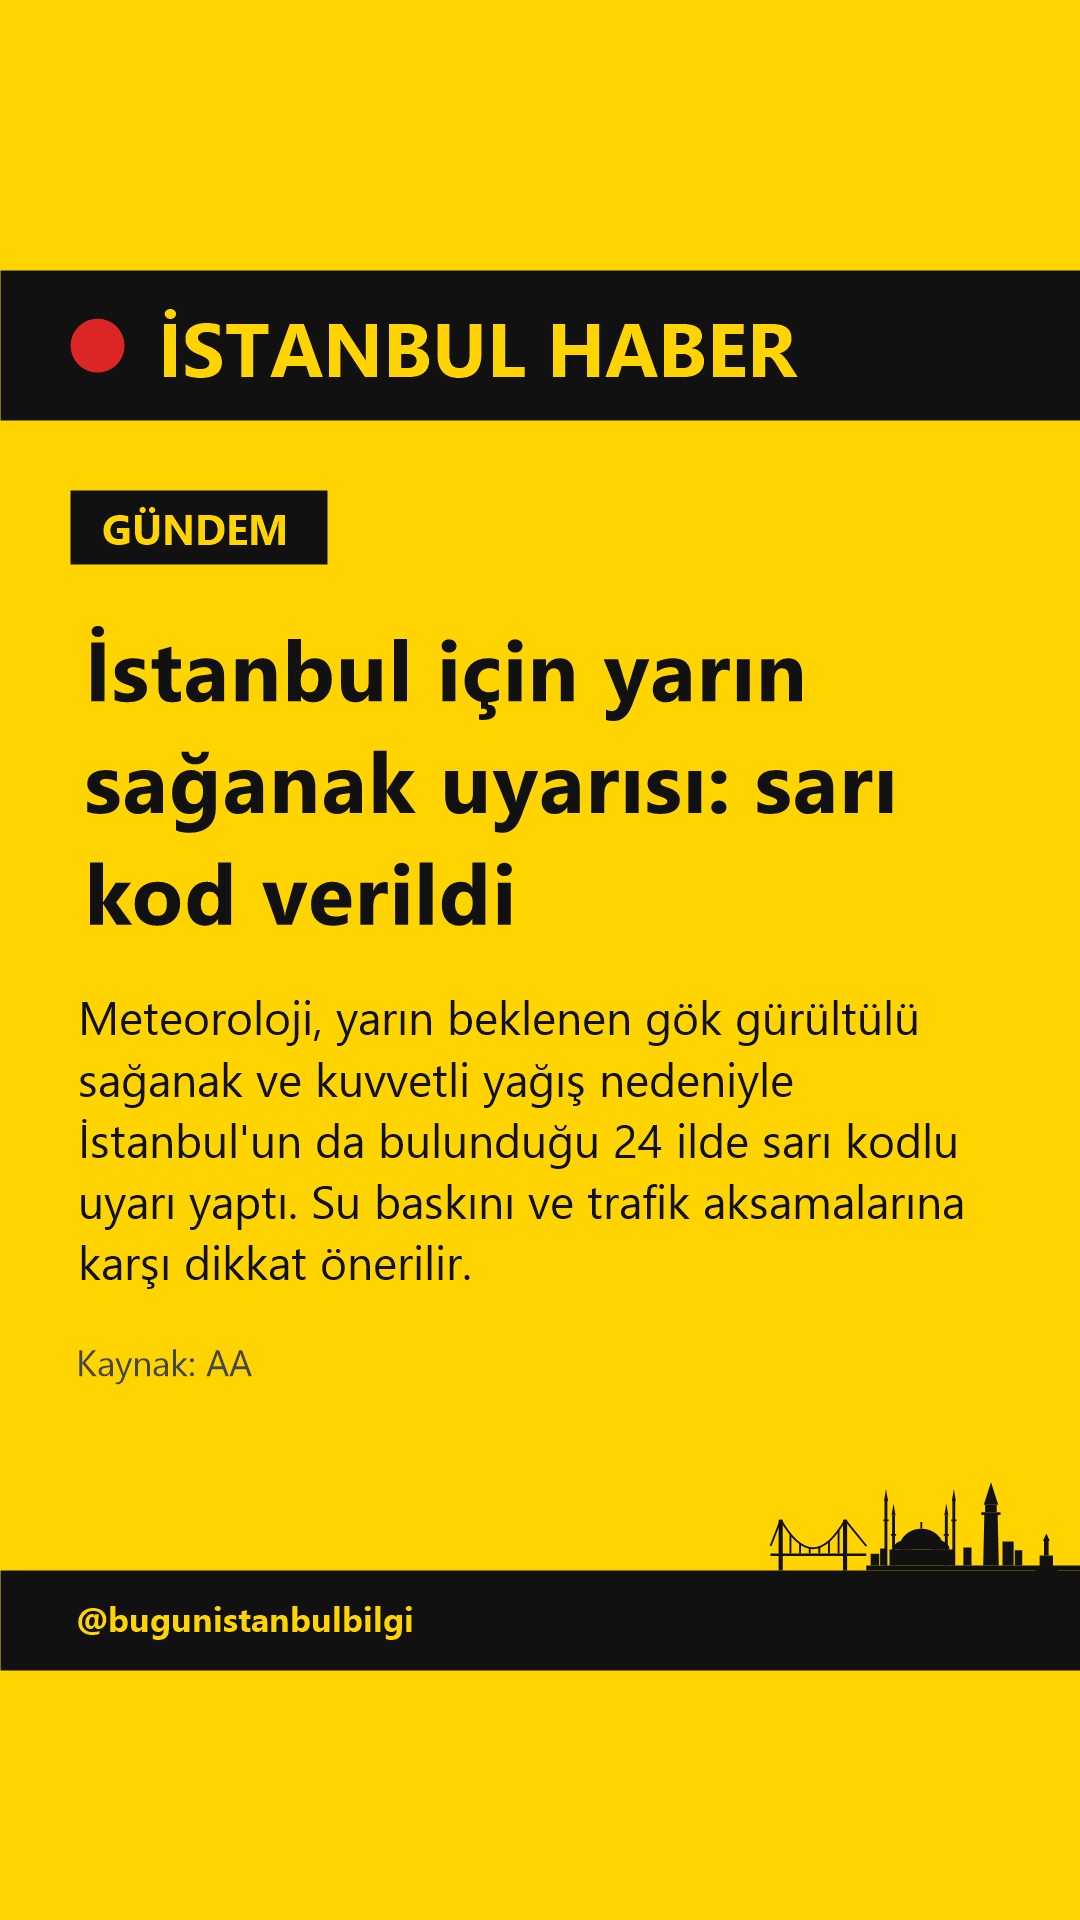 İSTANBUL HABER
GÜNDEM
İstanbul için yarın
sağanak uyarısı: sarı
kod verildi
Meteoroloji, yarın beklenen gök gürültülü
sağanak ve kuvvetli yağış nedeniyle
İstanbul'un da bulunduğu 24 ilde sarı kodlu
uyarı yaptı. Su baskını ve trafik aksamalarına
karşı dikkat önerilir.
Kaynak: AA
@bugunistanbulbilgi